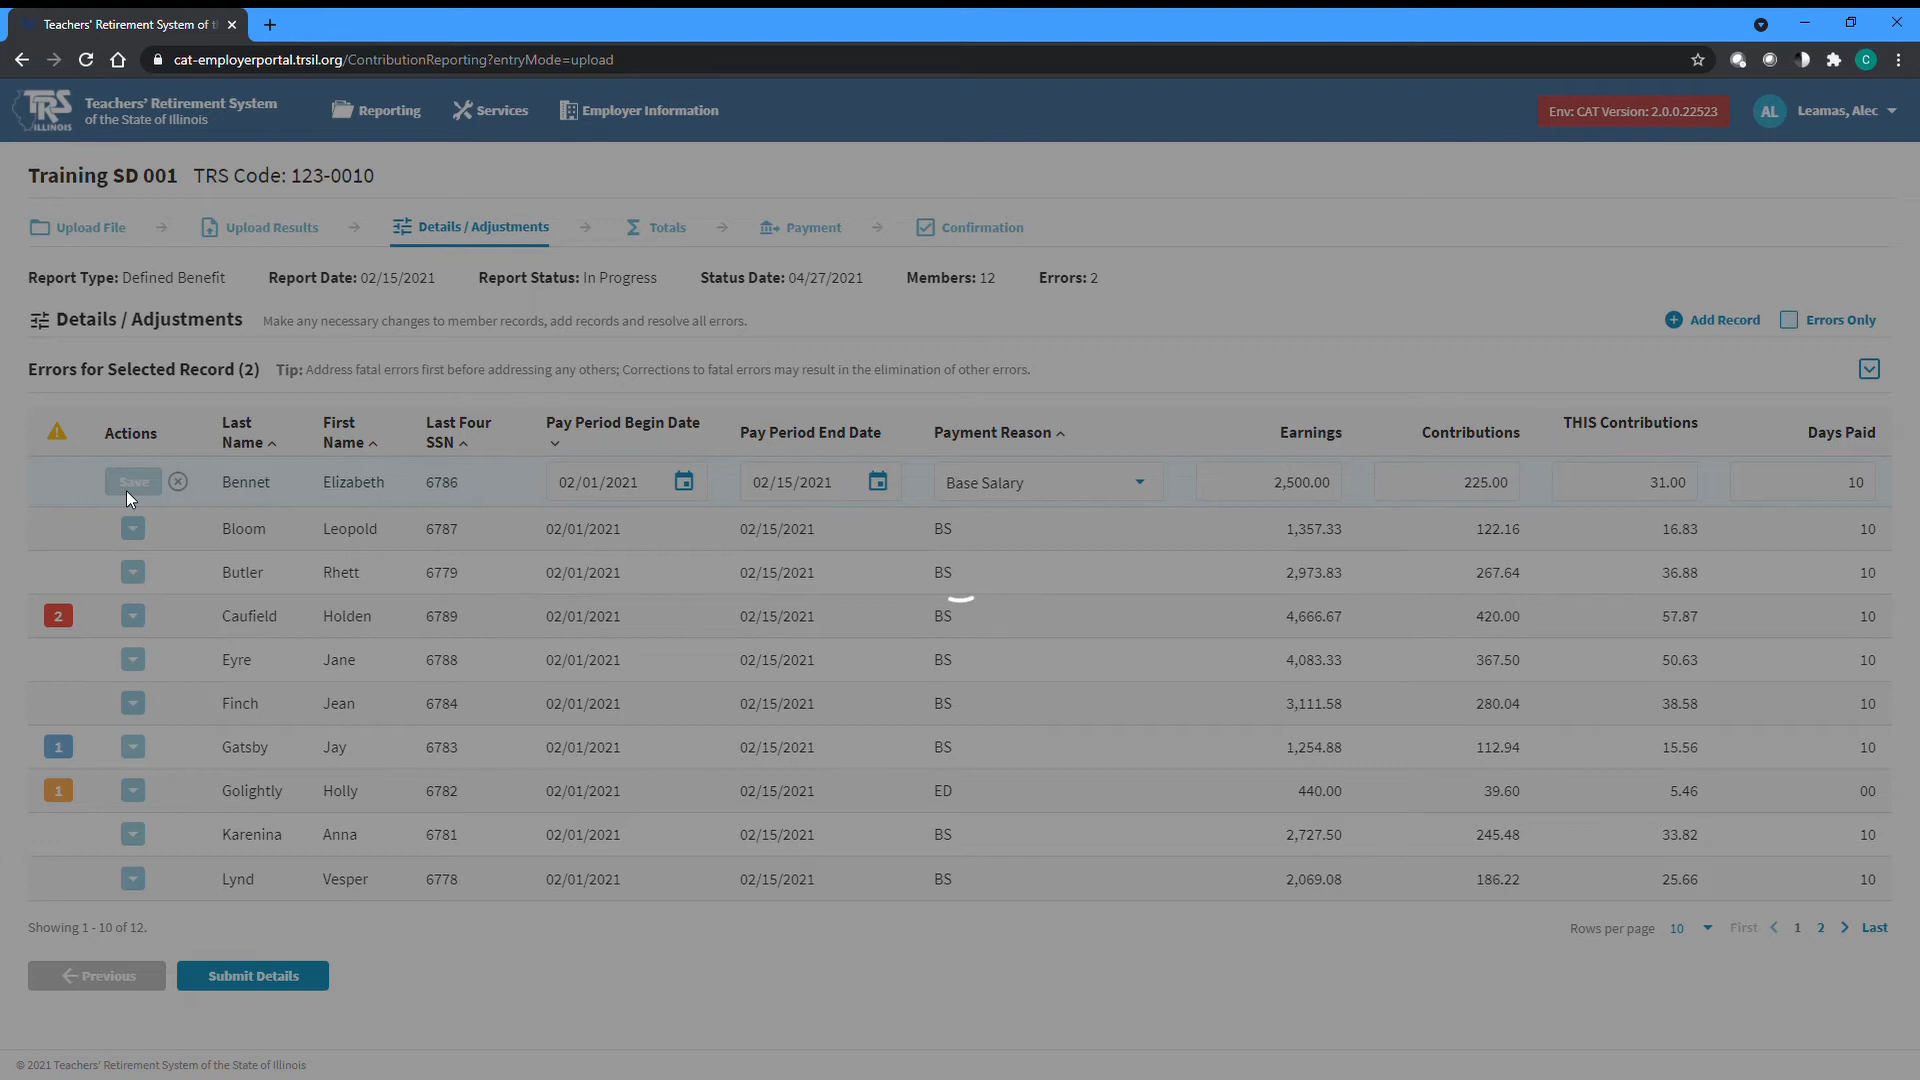 Teachers' Retirement System of t
cat-employerportal.trsil.org/ContributionReporting?entryMode=upload
C
TRS
ILLINOIS
Teachers' Retirement System
of the State of Illinois
Reporting
Services
Employer Information
Env: CAT Version: 2.0.0.22523
AL
Leamas, Alec
Training SD 001 TRS Code: 123-0010
Upload File
Upload Results
Details / Adjustments
Totals
Payment
Confirmation
Report Type: Defined Benefit Report Date: 02/15/2021 Report Status: In Progress Status Date: 04/27/2021 Members: 12 Errors: 2
Details / Adjustments Make any necessary changes to member records, add records and resolve all errors.
Add Record
Errors Only
Errors for Selected Record (2) Tip: Address fatal errors first before addressing any others; Corrections to fatal errors may result in the elimination of other errors.
Actions
Last Name
First Name
Last Four SSN
Pay Period Begin Date
Pay Period End Date
Payment Reason
Earnings
Contributions
THIS Contributions
Days Paid
Save Bennet Elizabeth 6786 02/01/2021 02/15/2021 Base Salary 2,500.00 225.00 31.00 10
Bloom Leopold 6787 02/01/2021 02/15/2021 BS 1,357.33 122.16 16.83 10
Butler Rhett 6779 02/01/2021 02/15/2021 BS 2,973.83 267.64 36.88 10
2 Caufield Holden 6789 02/01/2021 02/15/2021 BS 4,666.67 420.00 57.87 10
Eyre Jane 6788 02/01/2021 02/15/2021 BS 4,083.33 367.50 50.63 10
Finch Jean 6784 02/01/2021 02/15/2021 BS 3,111.58 280.04 38.58 10
1 Gatsby Jay 6783 02/01/2021 02/15/2021 BS 1,254.88 112.94 15.56 10
1 Golightly Holly 6782 02/01/2021 02/15/2021 ED 440.00 39.60 5.46 00
Karenina Anna 6781 02/01/2021 02/15/2021 BS 2,727.50 245.48 33.82 10
Lynd Vesper 6778 02/01/2021 02/15/2021 BS 2,069.08 186.22 25.66 10
Showing 1 - 10 of 12.
Rows per page 10 First 1 2 Last
Previous
Submit Details
© 2021 Teachers' Retirement System of the State of Illinois